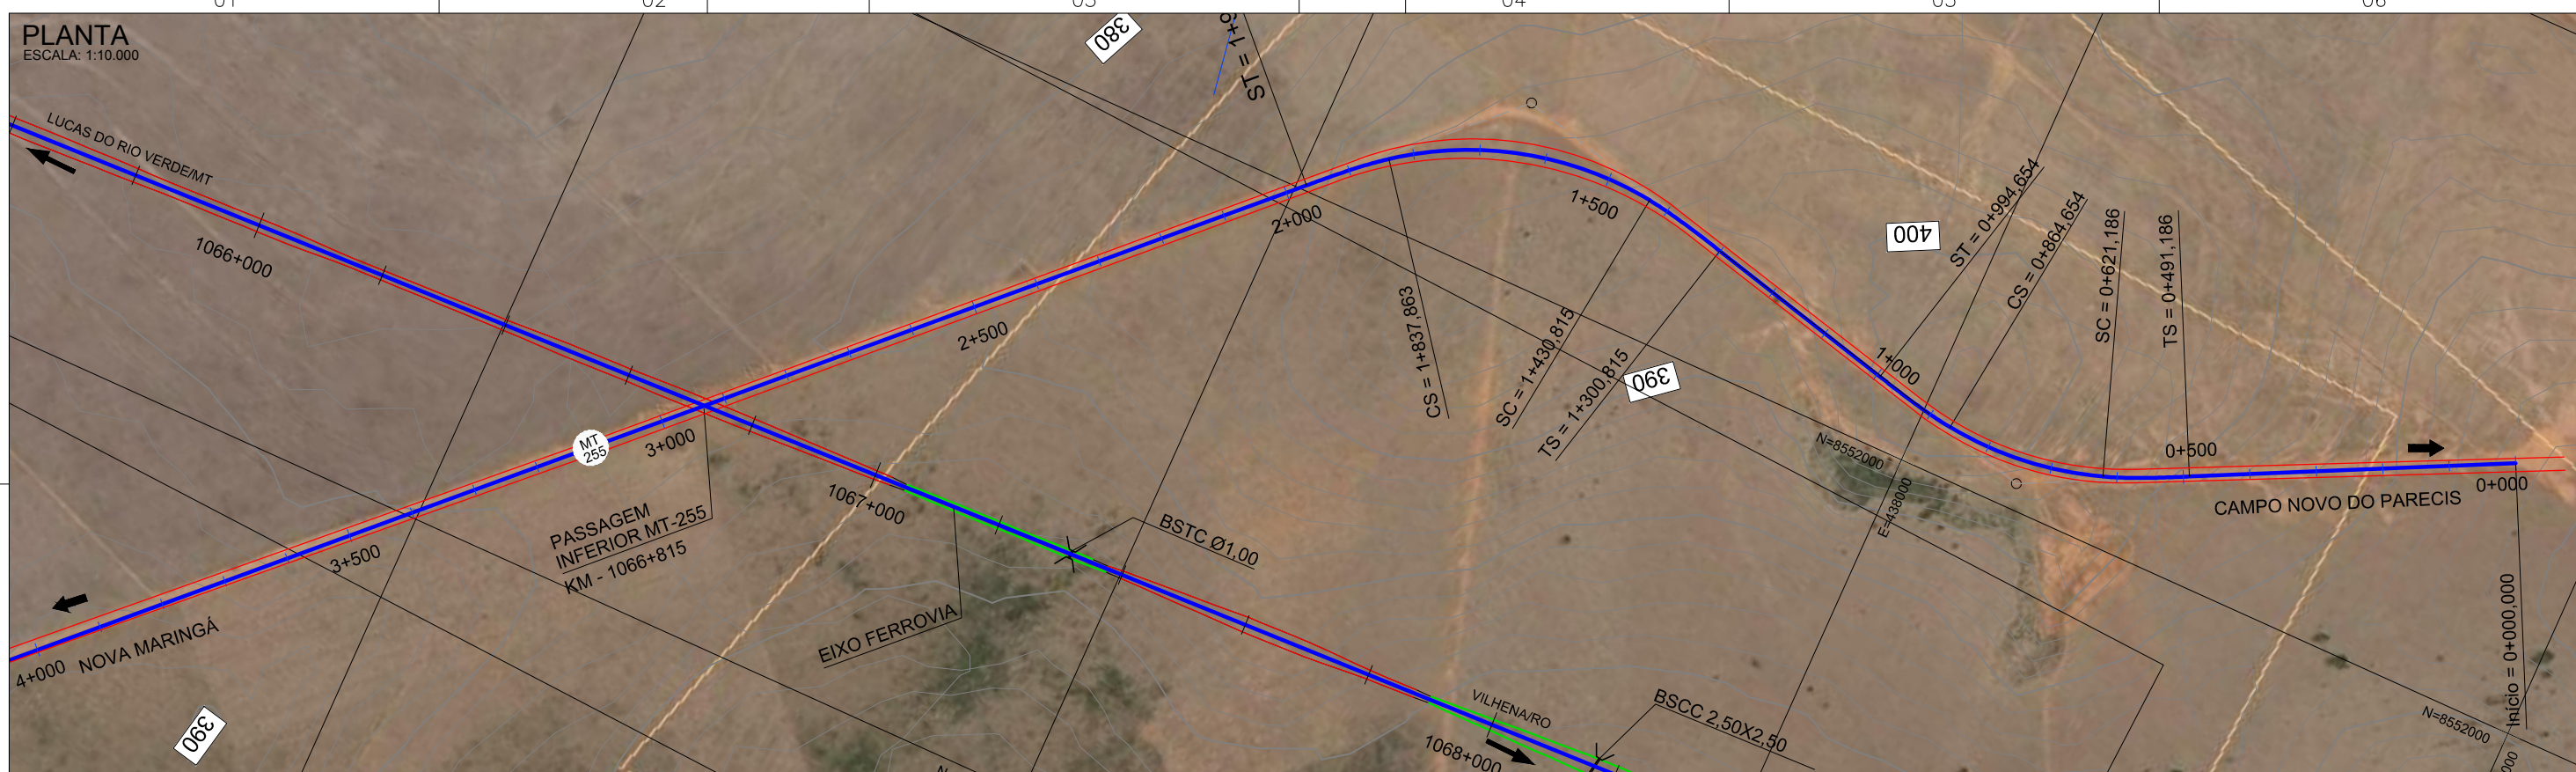 01
02
03
04
05
06
PLANTA
ESCALA: 1:10.000
LUCAS DO RIO VERDE/MT
1066+000
380
2+000
1+500
ST = 0+994,654
CS = 0+864,654
SC = 0+621,186
TS = 0+491,186
400
2+500
CS = 1+837,863
SC = 1+430,815
TS = 1+300,815
390
1+000
MT
255
3+000
0+500
N=8552000
E=438000
0+000
CAMPO NOVO DO PARECIS
1067+000
PASSAGEM
INFERIOR MT-255
KM - 1066+815
BSTC Ø1,00
3+500
EIXO FERROVIA
NOVA MARINGÁ
4+000
Início = 0+000,000
390
VILHENA/RO
BSCC 2,50X2,50
1068+000
N=8552000